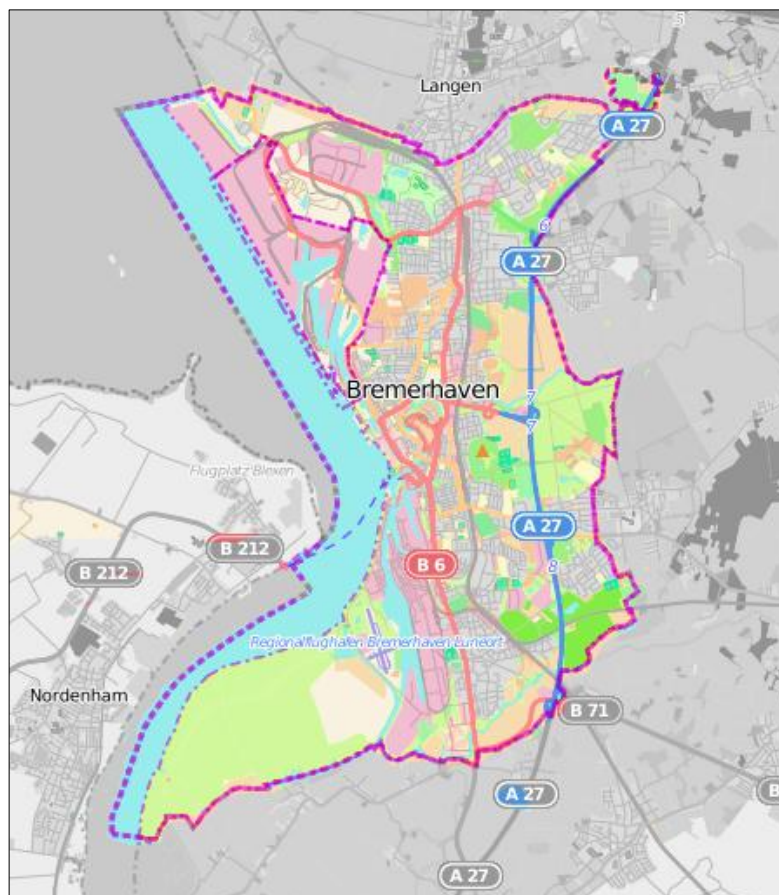 5
Langen
A 27
6
A 27
Bremerhaven
7
7
Flugplatz Blexen
A 27
B 212
B 212
B 6
8
Regionalflughafen Bremerhaven Luneort
Nordenham
B 71
A 27
B
A 27